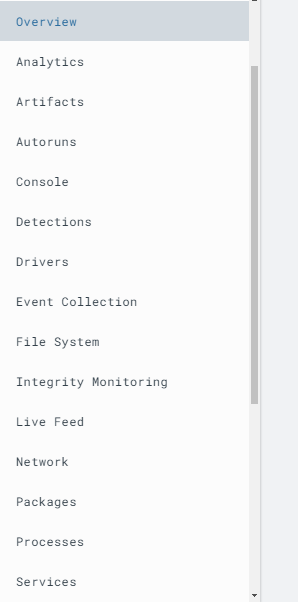 Overview
Analytics
Artifacts
Autoruns
Console
Detections
Drivers
Event Collection
File System
Integrity Monitoring
Live Feed
Network
Packages
Processes
Services